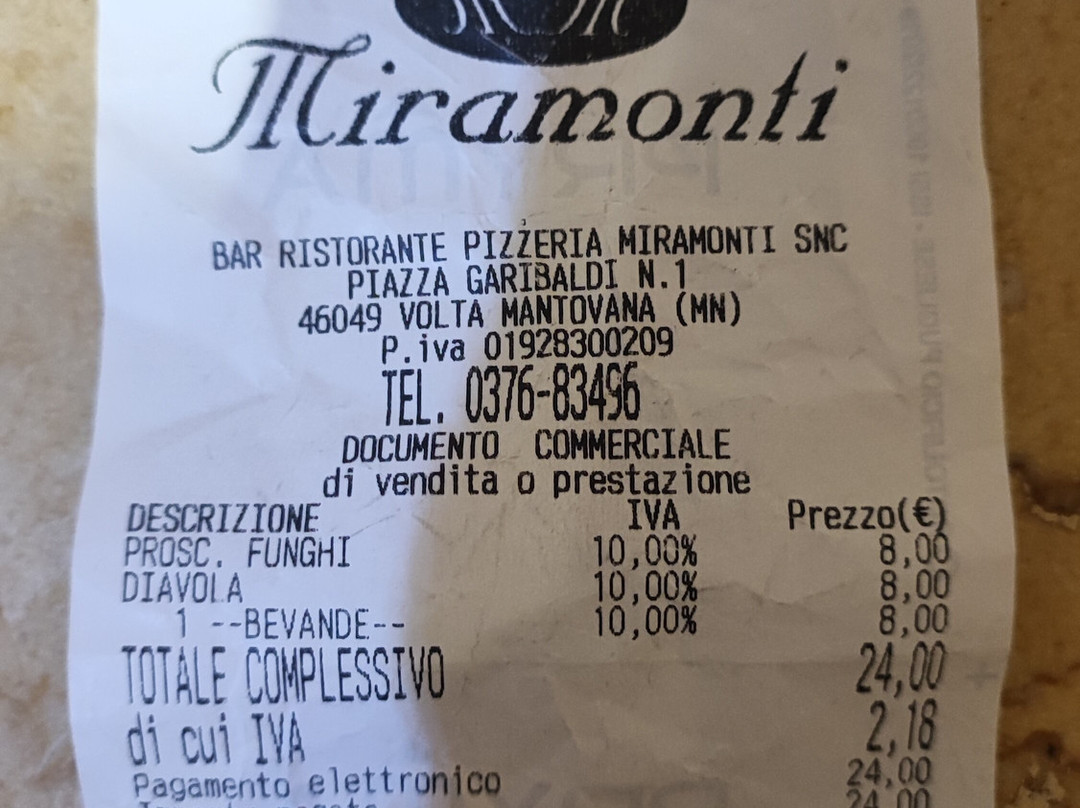 Miramonti
BAR RISTORANTE PIZZERIA MIRAMONTI SNC
PIAZZA GARIBALDI N.1
46049 VOLTA MANTOVANA (MN)
P.iva 01928300209
TEL. 0376-83496
DOCUMENTO COMMERCIALE
di vendita o prestazione
DESCRIZIONE IVA Prezzo(€)
PROSC. FUNGHI 10,00% 8,00
DIAVOLA 10,00% 8,00
1 --BEVANDE-- 10,00% 8,00
TOTALE COMPLESSIVO 24,00
di cui IVA 2,18
Pagamento elettronico 24,00
24,00